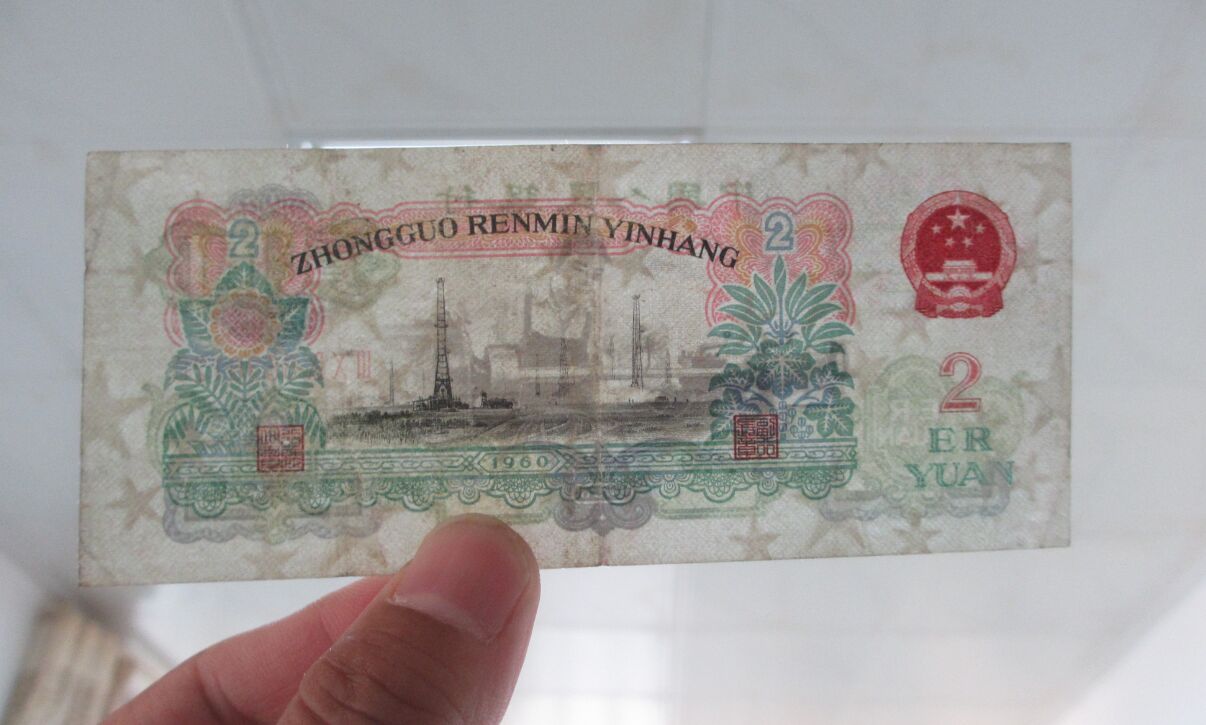 ZHONGGUO RENMIN YINHANG
2
2
2
ER
YUAN
1960